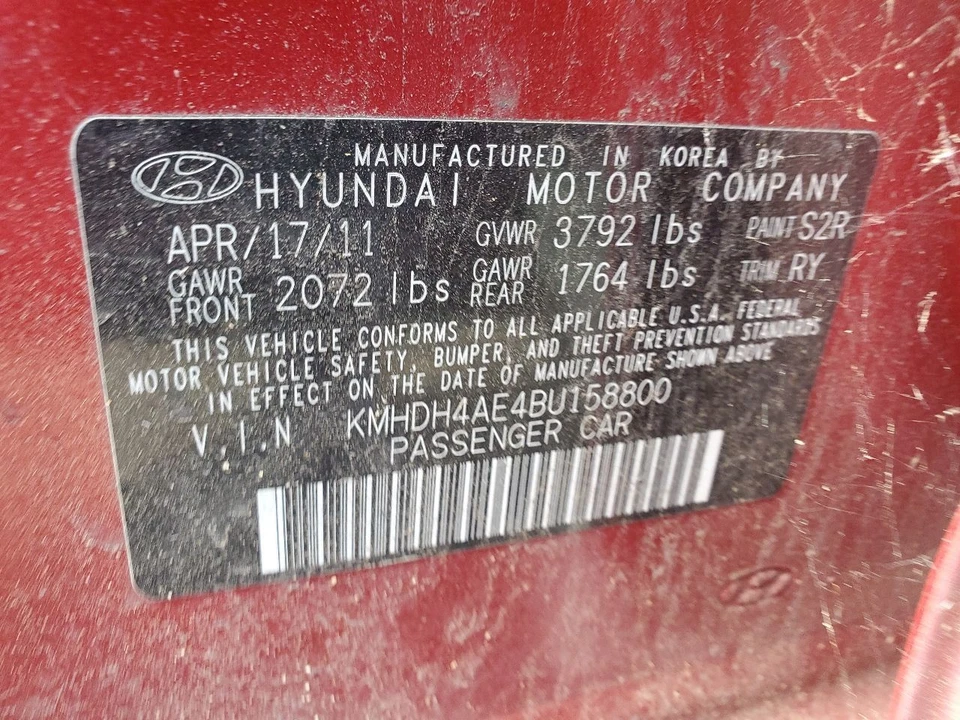 MANUFACTURED IN KOREA BY
HYUNDAI MOTOR COMPANY
APR/17/11 GVWR 3792 lbs PAINT S2R
GAWR FRONT 2072 lbs GAWR REAR 1764 lbs TRIM RY
THIS VEHICLE CONFORMS TO ALL APPLICABLE U.S.A. FEDERAL
MOTOR VEHICLE SAFETY, BUMPER, AND THEFT PREVENTION STANDARDS
IN EFFECT ON THE DATE OF MANUFACTURE SHOWN ABOVE
V.I.N KMHDH4AE4BU158800
PASSENGER CAR